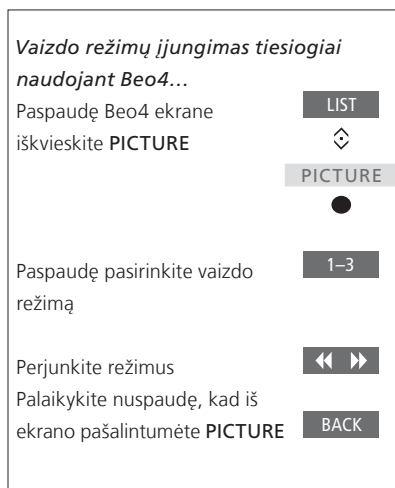 Vaizdo režimų įjungimas tiesiogiai
naudojant Beo4…
Paspaudę Beo4 ekrane LIST
iškvieskite PICTURE
PICTURE
Paspaudę pasirinkite vaizdo 1–3
režimą
Perjunkite režimus
Palaikykite nuspaudę, kad iš
ekrano pašalintumėte PICTURE BACK